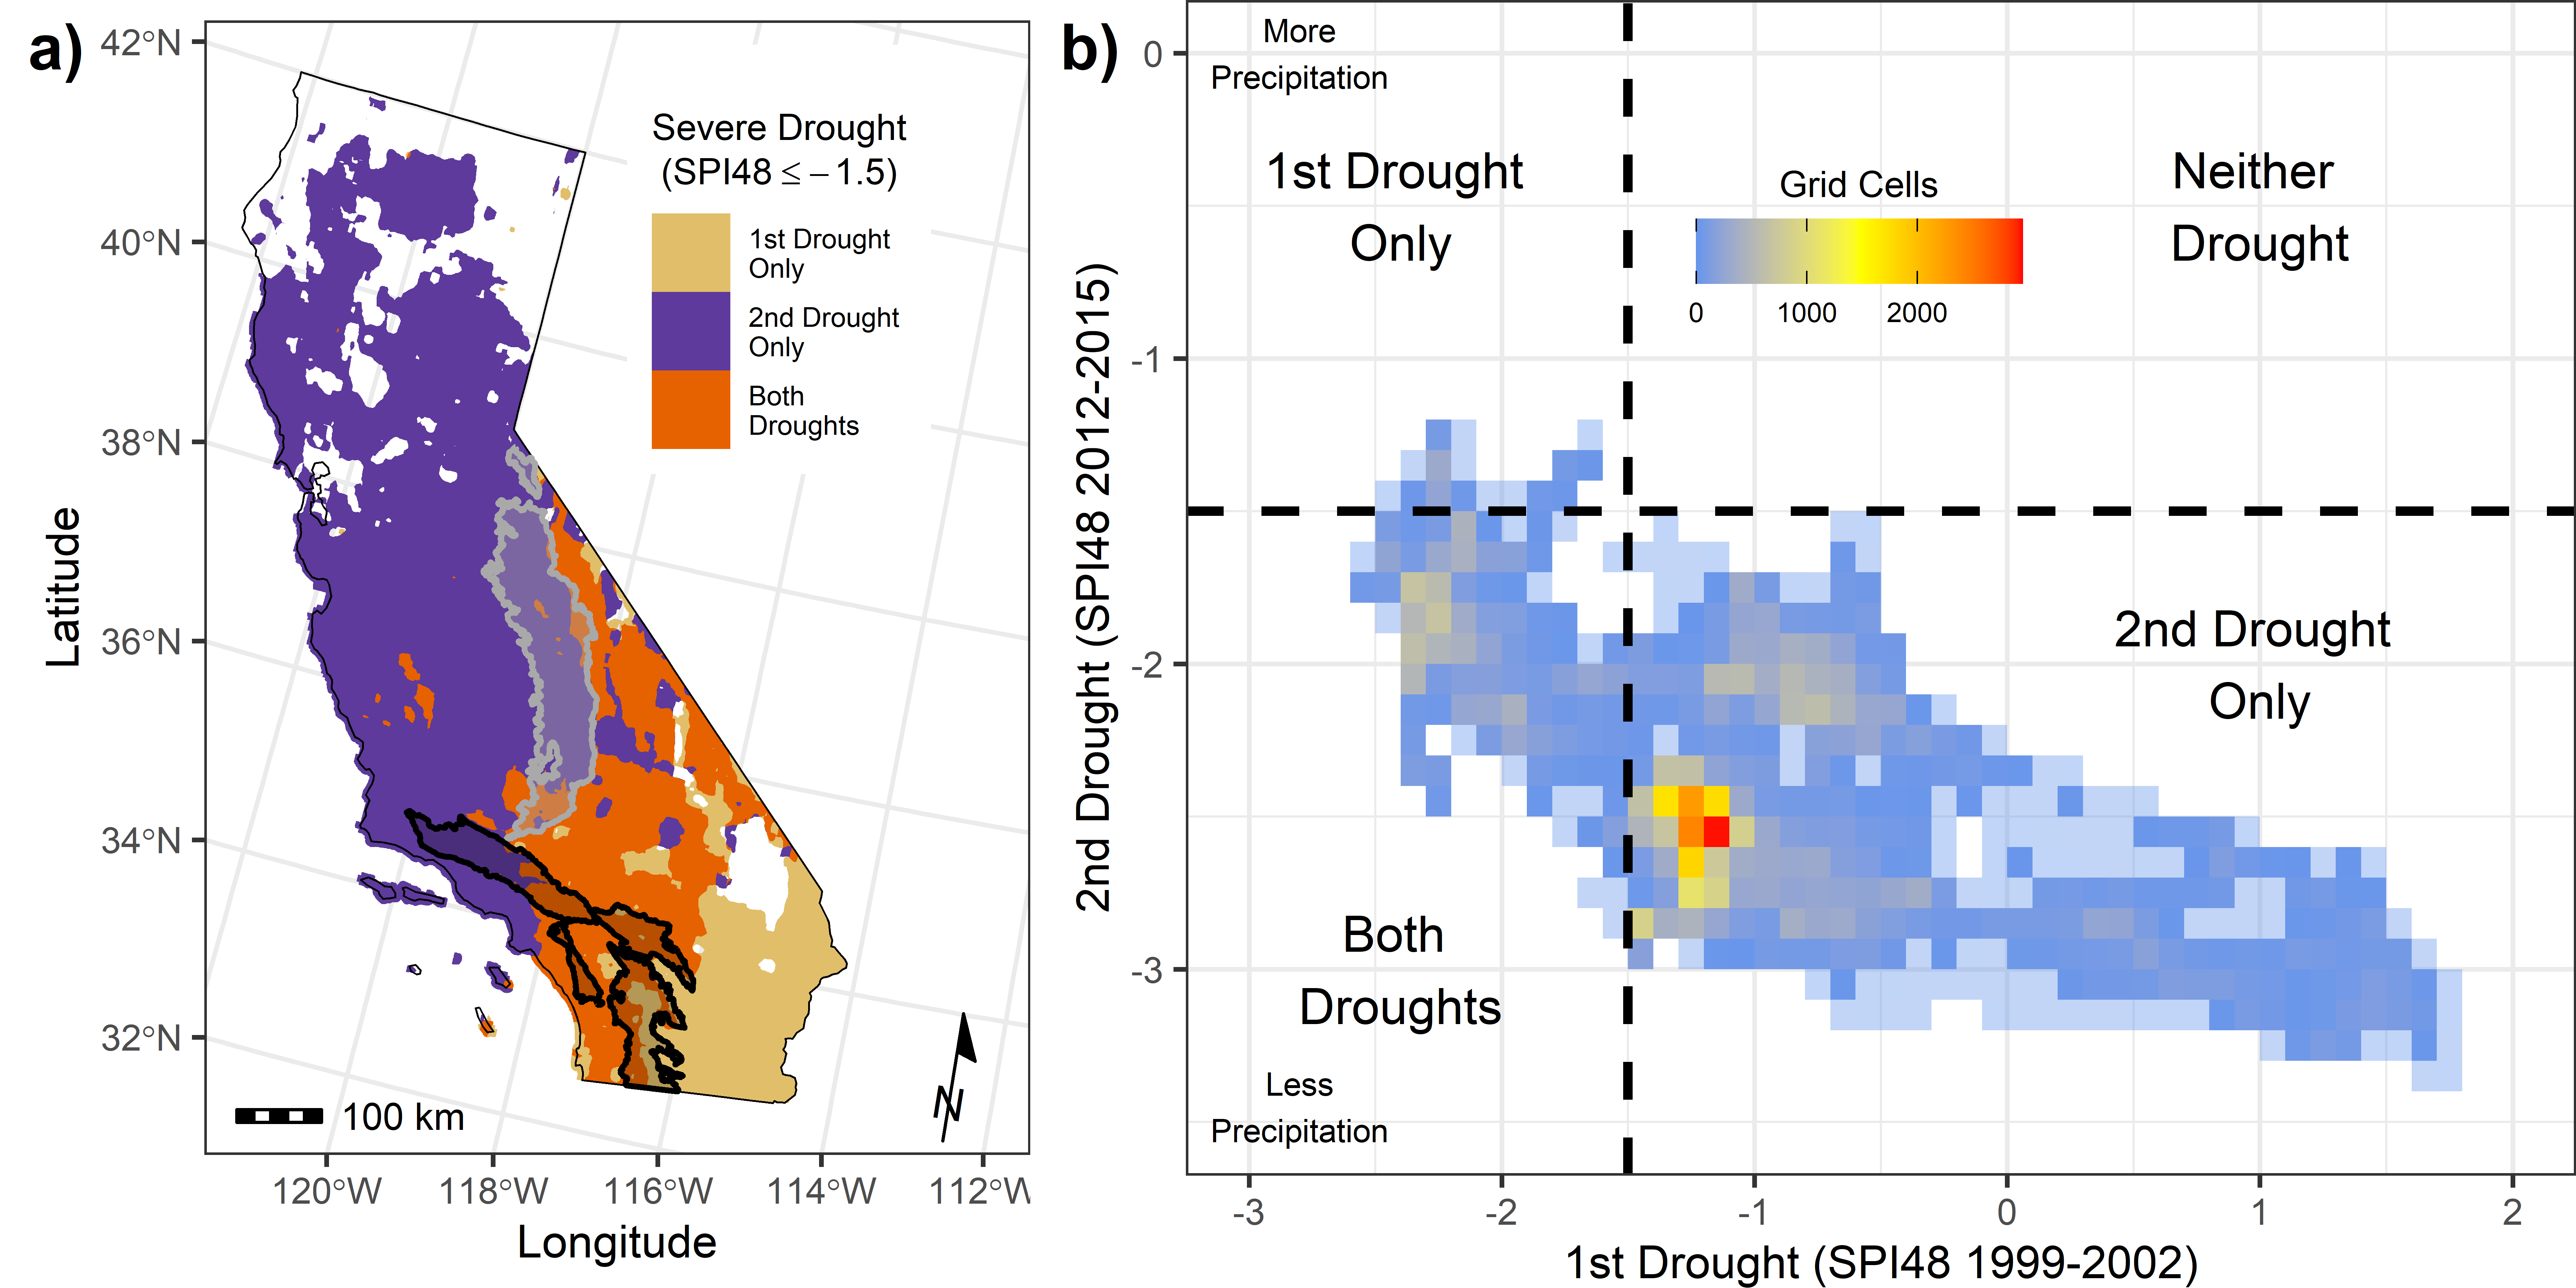 a)
42°N
40°N
38°N
36°N
34°N
32°N
Latitude
Severe Drought
(SPI48 ≤ −1.5)
1st Drought
Only
2nd Drought
Only
Both
Droughts
100 km
N
120°W
118°W
116°W
114°W
112°W
Longitude
b)
0
-1
-2
-3
2nd Drought (SPI48 2012-2015)
More
Precipitation
1st Drought
Only
Grid Cells
0
1000
2000
Neither
Drought
2nd Drought
Only
Both
Droughts
Less
Precipitation
-3
-2
-1
0
1
2
1st Drought (SPI48 1999-2002)